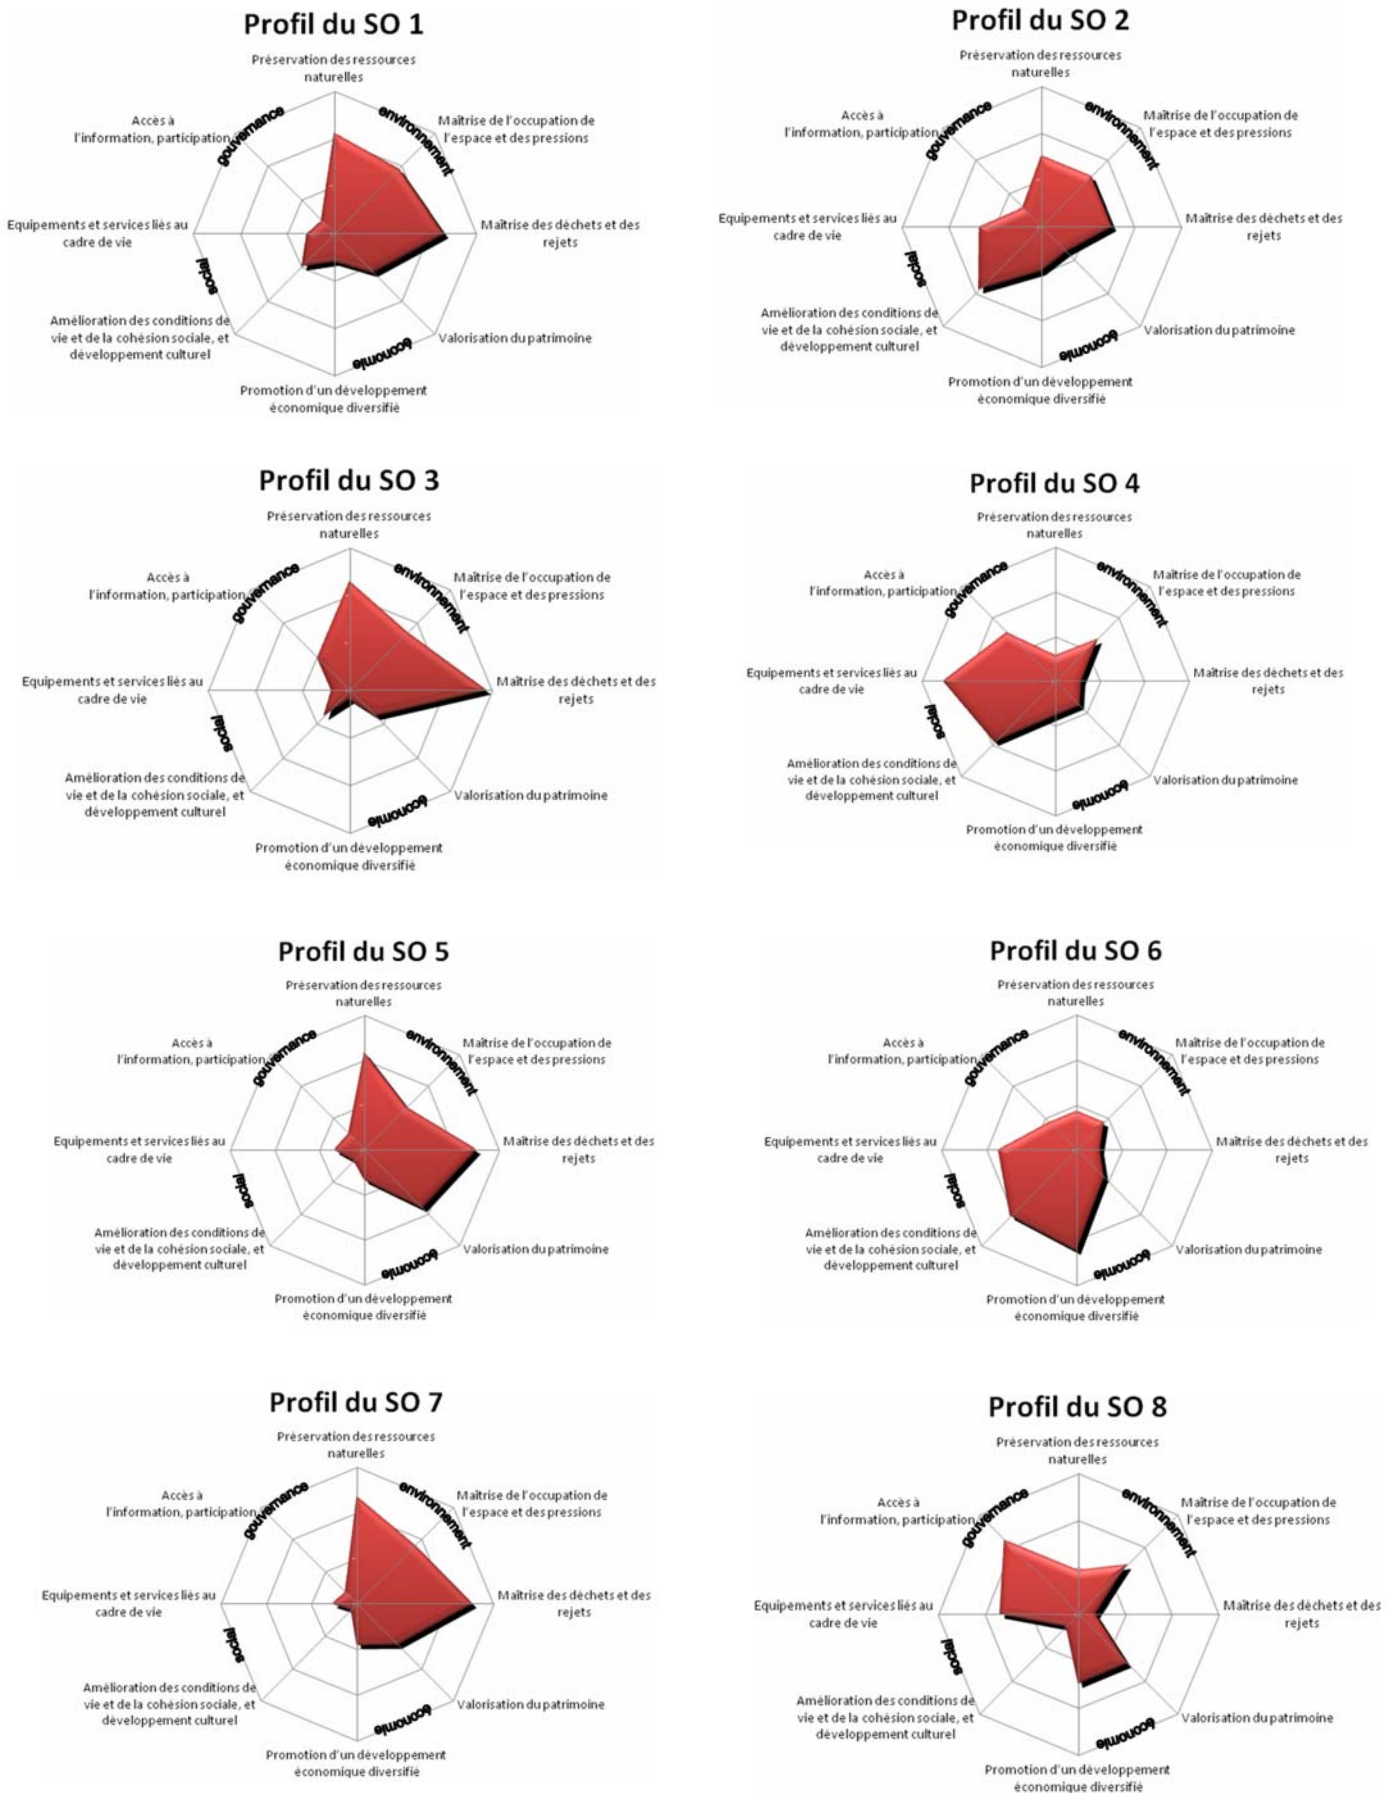 Profil du SO 1
Préservation des ressources
naturelles
gouvernance
environnement
Accès à
l'information, participation
Maîtrise de l'occupation de
l'espace et des pressions
Equipements et services liés au
cadre de vie
Maîtrise des déchets et des
rejets
social
Amélioration des conditions de
vie et de la cohésion sociale, et
développement culturel
Valorisation du patrimoine
économie
Promotion d'un développement
économique diversifié
Profil du SO 2
Préservation des ressources
naturelles
gouvernance
environnement
Accès à
l'information, participation
Maîtrise de l'occupation de
l'espace et des pressions
Equipements et services liés au
cadre de vie
Maîtrise des déchets et des
rejets
social
Amélioration des conditions de
vie et de la cohésion sociale, et
développement culturel
Valorisation du patrimoine
économie
Promotion d'un développement
économique diversifié
Profil du SO 3
Préservation des ressources
naturelles
gouvernance
environnement
Accès à
l'information, participation
Maîtrise de l'occupation de
l'espace et des pressions
Equipements et services liés au
cadre de vie
Maîtrise des déchets et des
rejets
social
Amélioration des conditions de
vie et de la cohésion sociale, et
développement culturel
Valorisation du patrimoine
économie
Promotion d'un développement
économique diversifié
Profil du SO 4
Préservation des ressources
naturelles
gouvernance
environnement
Accès à
l'information, participation
Maîtrise de l'occupation de
l'espace et des pressions
Equipements et services liés au
cadre de vie
Maîtrise des déchets et des
rejets
social
Amélioration des conditions de
vie et de la cohésion sociale, et
développement culturel
Valorisation du patrimoine
économie
Promotion d'un développement
économique diversifié
Profil du SO 5
Préservation des ressources
naturelles
gouvernance
environnement
Accès à
l'information, participation
Maîtrise de l'occupation de
l'espace et des pressions
Equipements et services liés au
cadre de vie
Maîtrise des déchets et des
rejets
social
Amélioration des conditions de
vie et de la cohésion sociale, et
développement culturel
Valorisation du patrimoine
économie
Promotion d'un développement
économique diversifié
Profil du SO 6
Préservation des ressources
naturelles
gouvernance
environnement
Accès à
l'information, participation
Maîtrise de l'occupation de
l'espace et des pressions
Equipements et services liés au
cadre de vie
Maîtrise des déchets et des
rejets
social
Amélioration des conditions de
vie et de la cohésion sociale, et
développement culturel
Valorisation du patrimoine
économie
Promotion d'un développement
économique diversifié
Profil du SO 7
Préservation des ressources
naturelles
gouvernance
environnement
Accès à
l'information, participation
Maîtrise de l'occupation de
l'espace et des pressions
Equipements et services liés au
cadre de vie
Maîtrise des déchets et des
rejets
social
Amélioration des conditions de
vie et de la cohésion sociale, et
développement culturel
Valorisation du patrimoine
économie
Promotion d'un développement
économique diversifié
Profil du SO 8
Préservation des ressources
naturelles
gouvernance
environnement
Accès à
l'information, participation
Maîtrise de l'occupation de
l'espace et des pressions
Equipements et services liés au
cadre de vie
Maîtrise des déchets et des
rejets
social
Amélioration des conditions de
vie et de la cohésion sociale, et
développement culturel
Valorisation du patrimoine
économie
Promotion d'un développement
économique diversifié